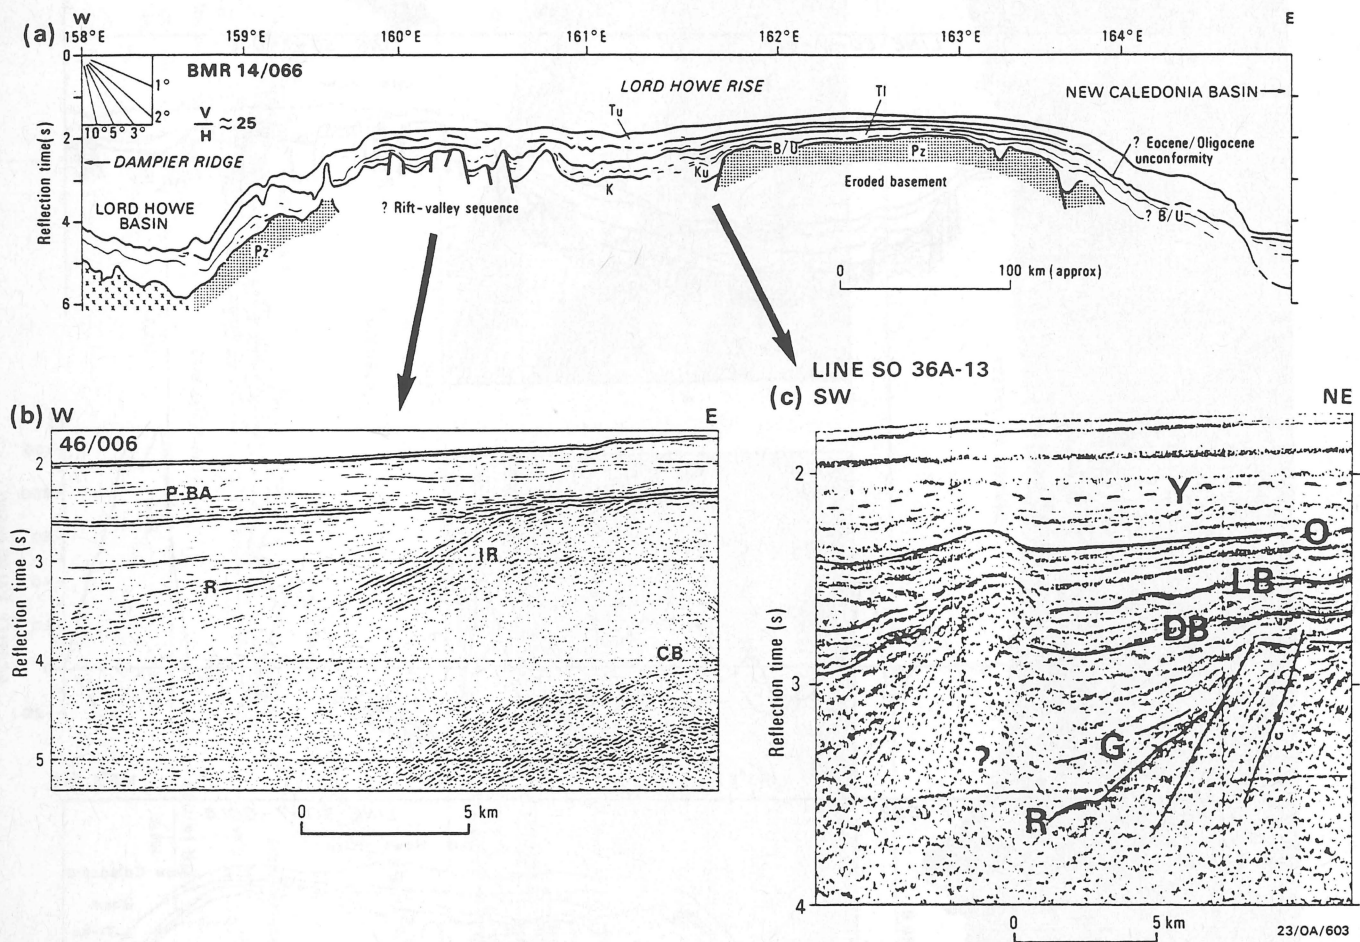 W
E
(a)
158°E
159°E
160°E
161°E
162°E
163°E
164°E
0
2
4
6
Reflection time(s)
BMR 14/066
1°
2°
10° 5° 3°
V
H ≈ 25
LORD HOWE RISE
NEW CALEDONIA BASIN
Tu
Tl
DAMPIER RIDGE
LORD HOWE
BASIN
Pz
? Rift-valley sequence
K
Ku
B/U
Pz
Eroded basement
? Eocene/Oligocene
unconformity
? B/U
0
100 km (approx)
(b) W
E
46/006
2
3
4
5
Reflection time (s)
P-BA
IR
R
CB
0
5 km
LINE SO 36A-13
(c) SW
NE
2
3
4
Reflection time (s)
Y
O
LB
DB
G
?
R
0
5 km
23/OA/603